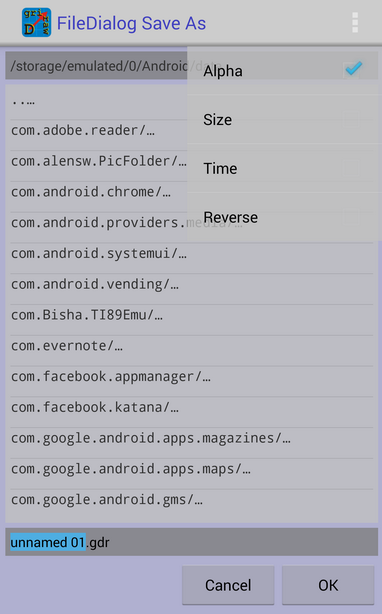 FileDialog Save As
/storage/emulated/0/Android/
Alpha
Size
Time
Reverse
..…
com.adobe.reader/…
com.alensw.PicFolder/…
com.android.chrome/…
com.android.providers.media/…
com.android.systemui/…
com.android.vending/…
com.Bisha.TI89Emu/…
com.evernote/…
com.facebook.appmanager/…
com.facebook.katana/…
com.google.android.apps.magazines/…
com.google.android.apps.maps/…
com.google.android.gms/…
unnamed 01.gdr
Cancel
OK